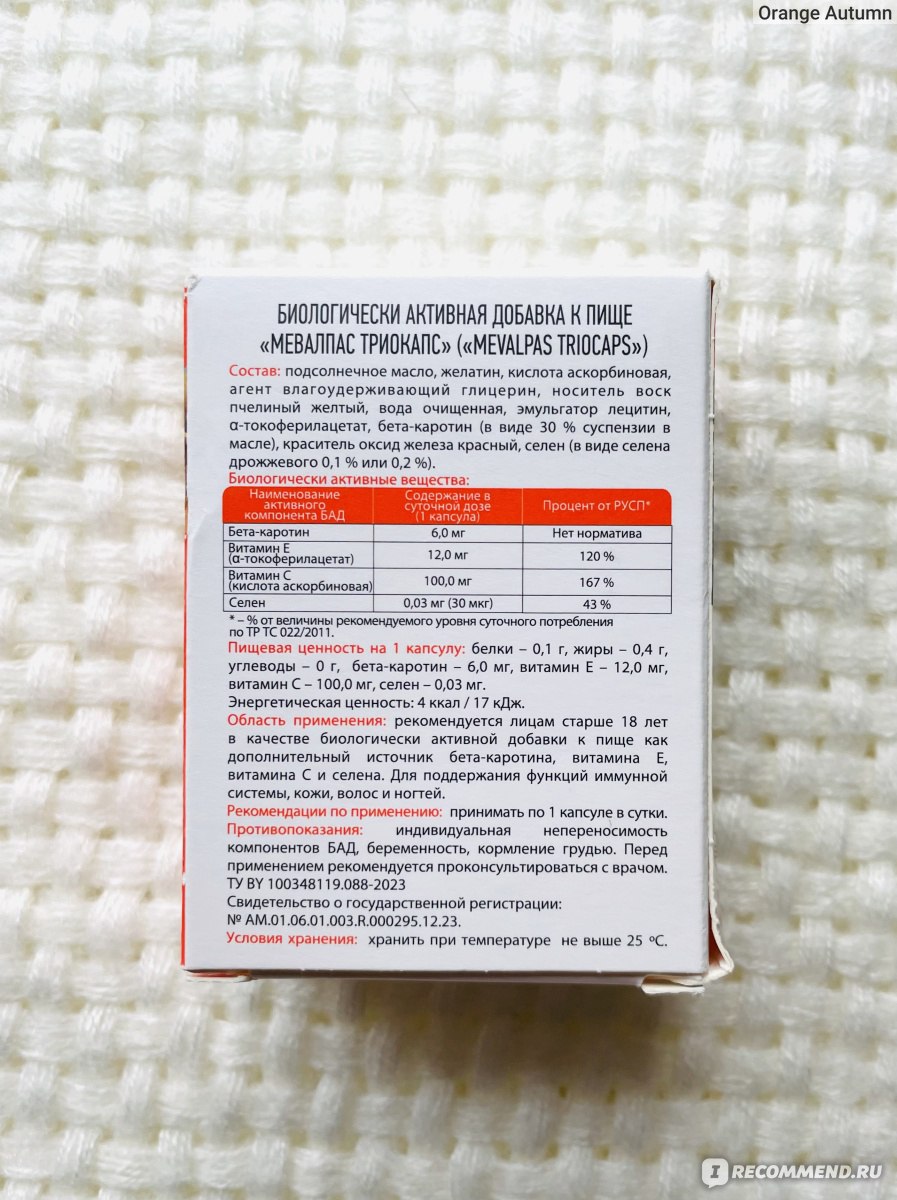 Orange Autumn
БИОЛОГИЧЕСКИ АКТИВНАЯ ДОБАВКА К ПИЩЕ
«МЕВАЛПАС ТРИОКАПС» («MEVALPAS TRIOCAPS»)
Состав: подсолнечное масло, желатин, кислота аскорбиновая,
агент влагоудерживающий глицерин, носитель воск
пчелиный желтый, вода очищенная, эмульгатор лецитин,
α-токоферилацетат, бета-каротин (в виде 30 % суспензии в
масле), краситель оксид железа красный, селен (в виде селена
дрожжевого 0,1 % или 0,2 %).
Биологически активные вещества:
Наименование активного компонента БАД Содержание в суточной дозе (1 капсула) Процент от РУСП*
Бета-каротин 6,0 мг Нет норматива
Витамин Е (α-токоферилацетат) 12,0 мг 120 %
Витамин С (кислота аскорбиновая) 100,0 мг 167 %
Селен 0,03 мг (30 мкг) 43 %
* – % от величины рекомендуемого уровня суточного потребления
по ТР ТС 022/2011.
Пищевая ценность на 1 капсулу: белки – 0,1 г, жиры – 0,4 г,
углеводы – 0 г, бета-каротин – 6,0 мг, витамин Е – 12,0 мг,
витамин С – 100,0 мг, селен – 0,03 мг.
Энергетическая ценность: 4 ккал / 17 кДж.
Область применения: рекомендуется лицам старше 18 лет
в качестве биологически активной добавки к пище как
дополнительный источник бета-каротина, витамина Е,
витамина С и селена. Для поддержания функций иммунной
системы, кожи, волос и ногтей.
Рекомендации по применению: принимать по 1 капсуле в сутки.
Противопоказания: индивидуальная непереносимость
компонентов БАД, беременность, кормление грудью. Перед
применением рекомендуется проконсультироваться с врачом.
ТУ BY 100348119.088-2023
Свидетельство о государственной регистрации:
№ AM.01.06.01.003.R.000295.12.23.
Условия хранения: хранить при температуре не выше 25 ºС.
IRECOMMEND.RU